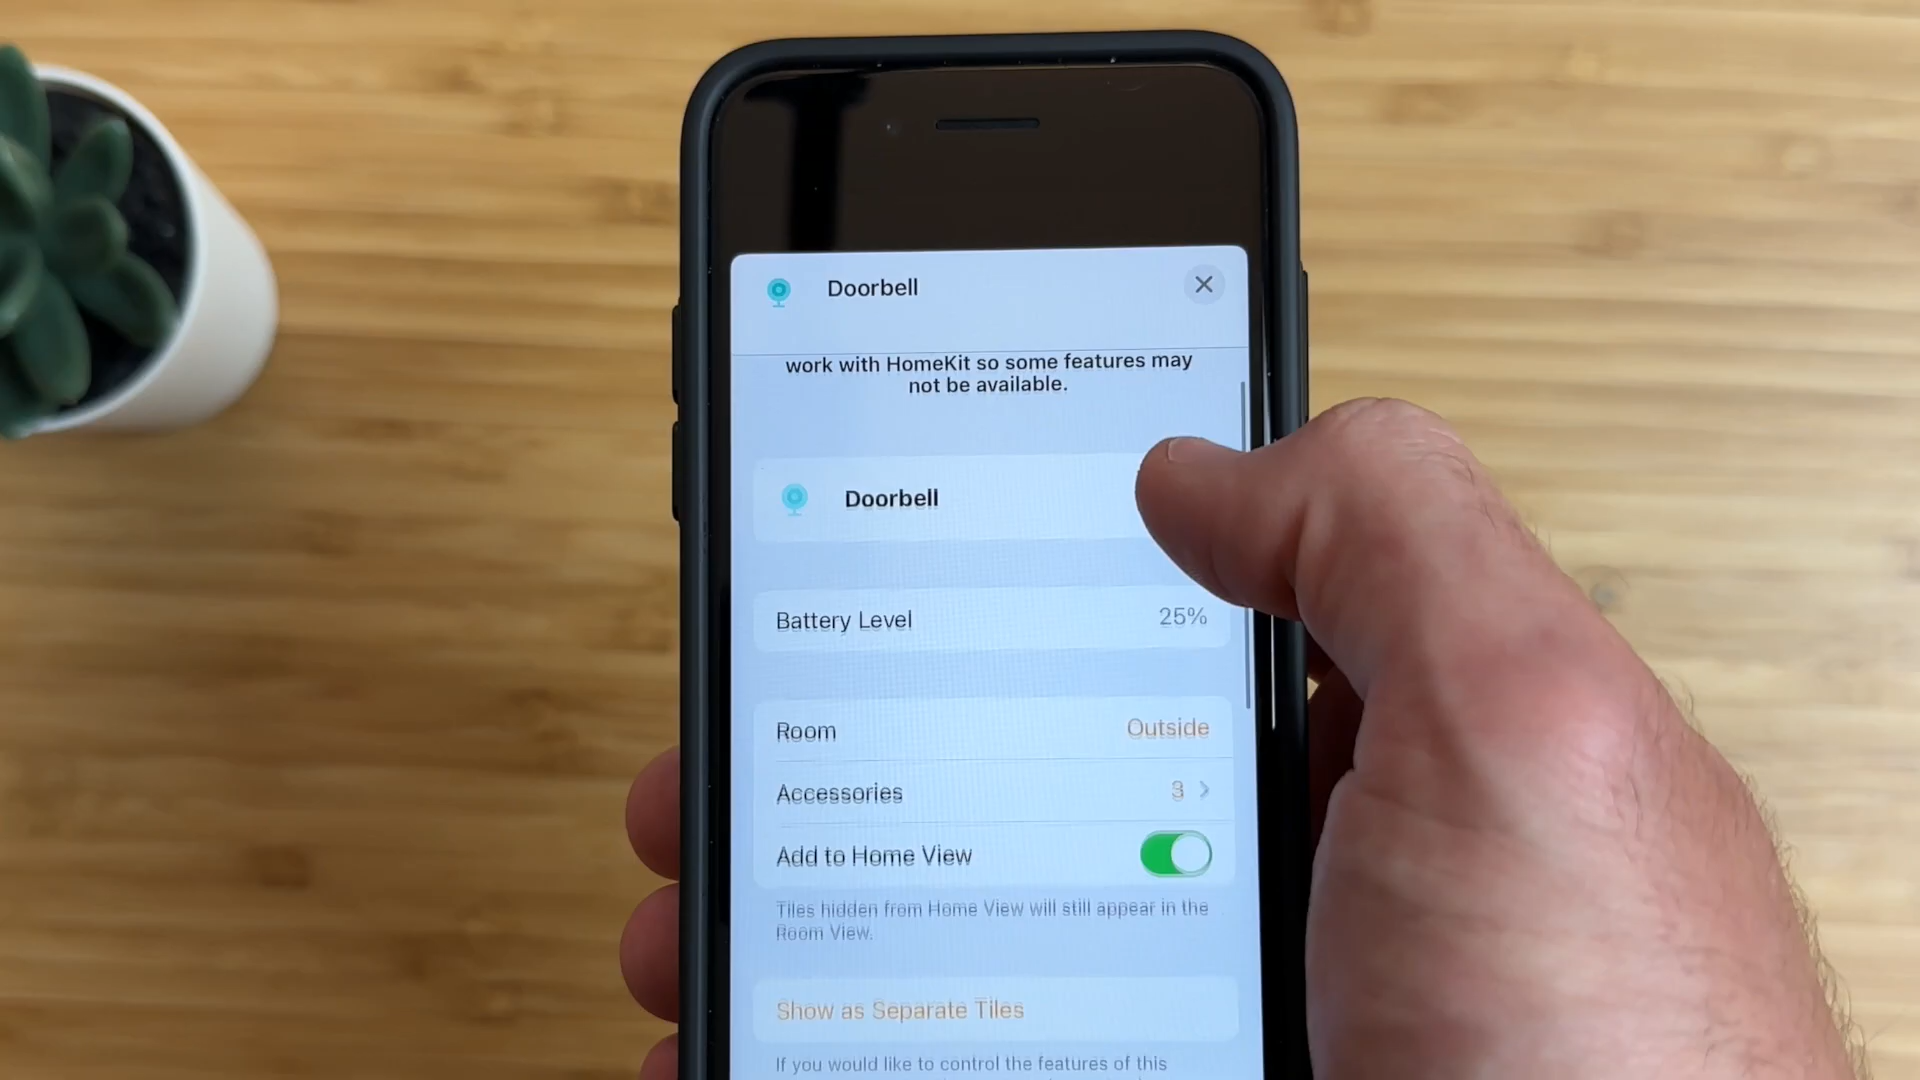 Doorbell
work with HomeKit so some features may
not be available.
Doorbell
Battery Level 25%
Room Outside
Accessories 3
Add to Home View
Tiles hidden from Home View will still appear in the
Room View.
Show as Separate Tiles
If you would like to control the features of this